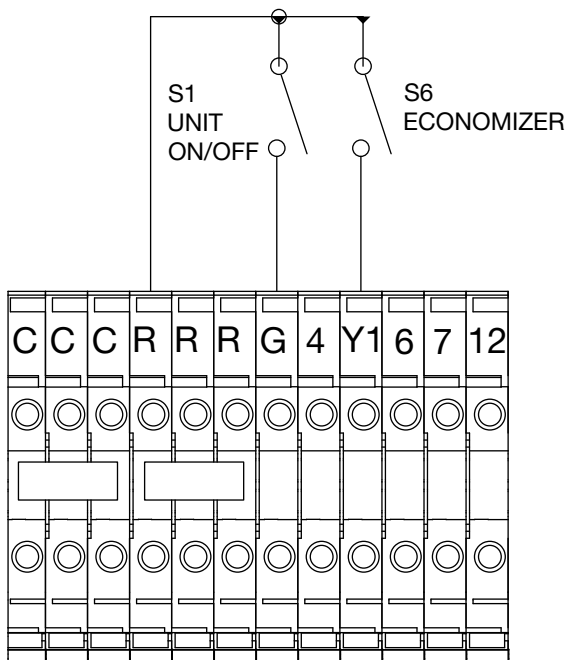 S1
UNIT
ON/OFF
S6
ECONOMIZER
C C C R R R G 4 Y1 6 7 12